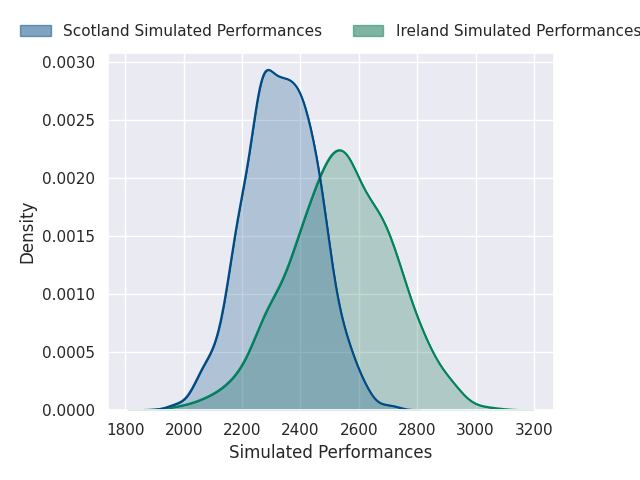 Scotland Simulated Performances Ireland Simulated Performances
0.0030
0.0025
0.0020
0.0015
0.0010
0.0005
0.0000
Density
1800 2000 2200 2400 2600 2800 3000 3200
Simulated Performances